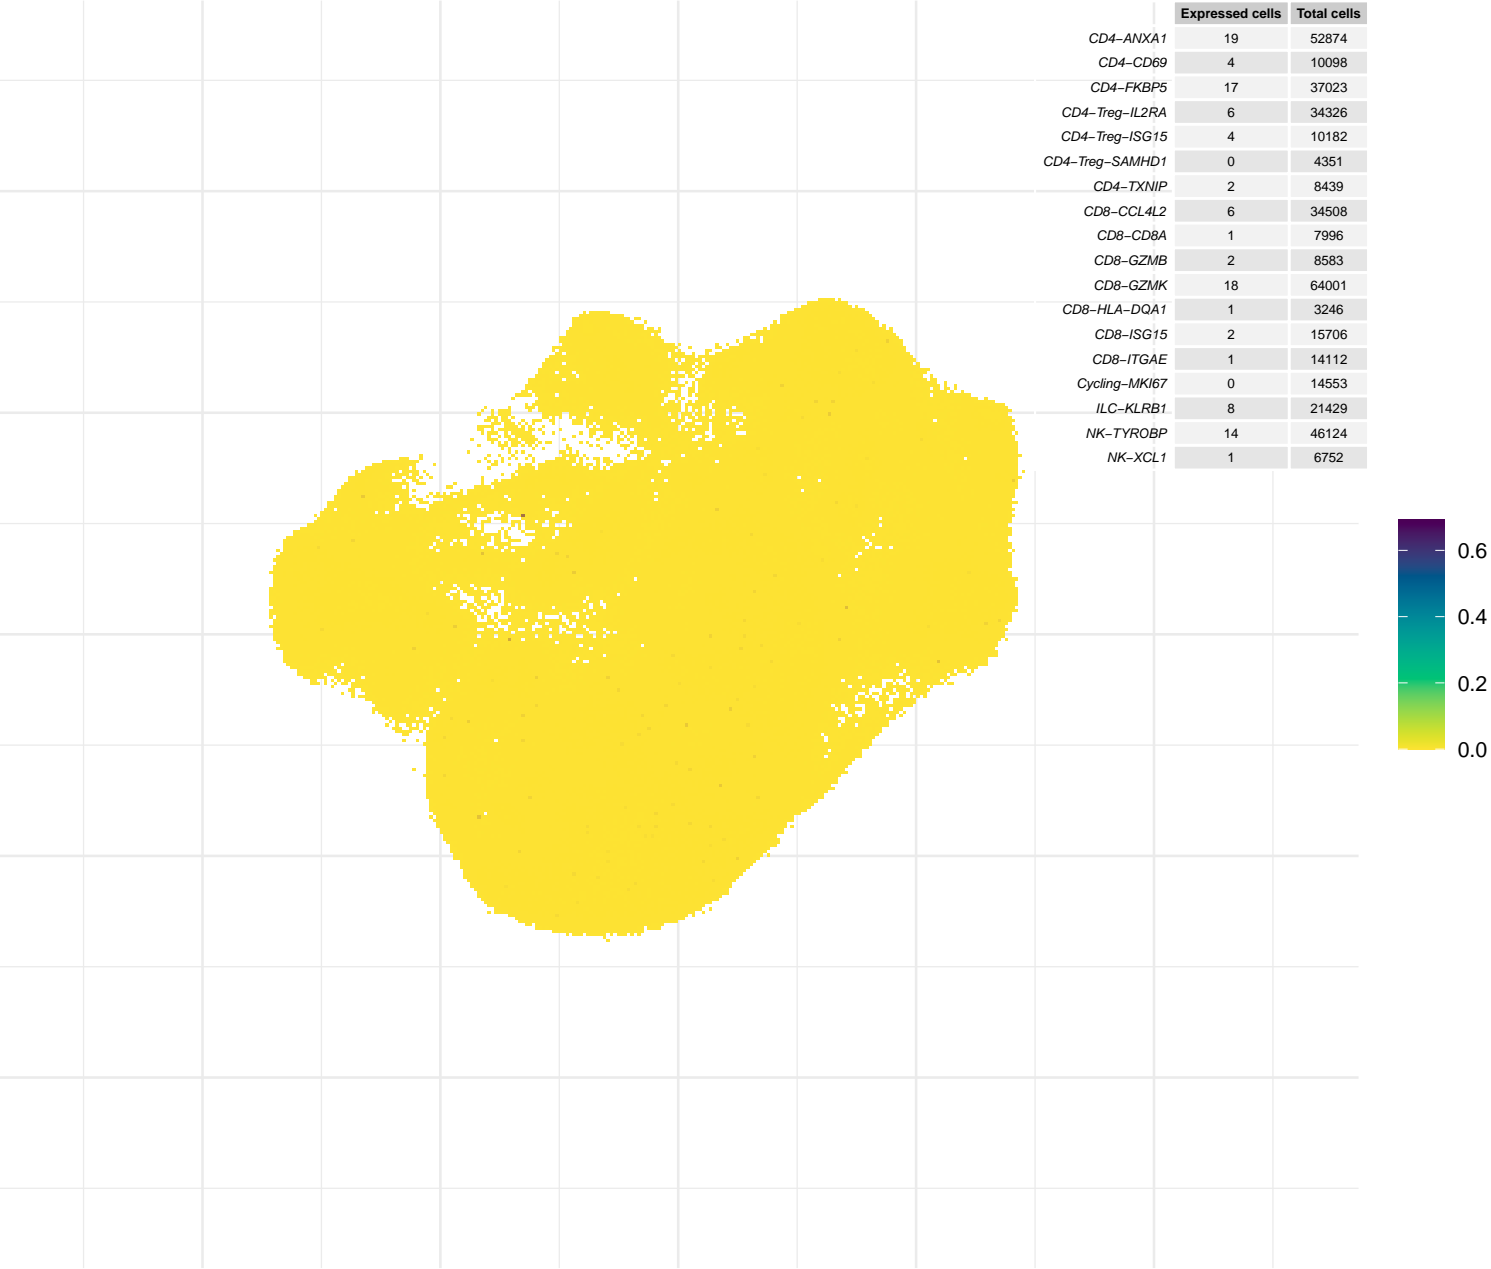 Expressed cells Total cells
CD4−ANXA1 19 52874
CD4−CD69 4 10098
CD4−FKBP5 17 37023
CD4−Treg−IL2RA 6 34326
CD4−Treg−ISG15 4 10182
CD4−Treg−SAMHD1 0 4351
CD4−TXNIP 2 8439
CD8−CCL4L2 6 34508
CD8−CD8A 1 7996
CD8−GZMB 2 8583
CD8−GZMK 18 64001
CD8−HLA−DQA1 1 3246
CD8−ISG15 2 15706
CD8−ITGAE 1 14112
Cycling−MKI67 0 14553
ILC−KLRB1 8 21429
NK−TYROBP 14 46124
NK−XCL1 1 6752
0.6
0.4
0.2
0.0